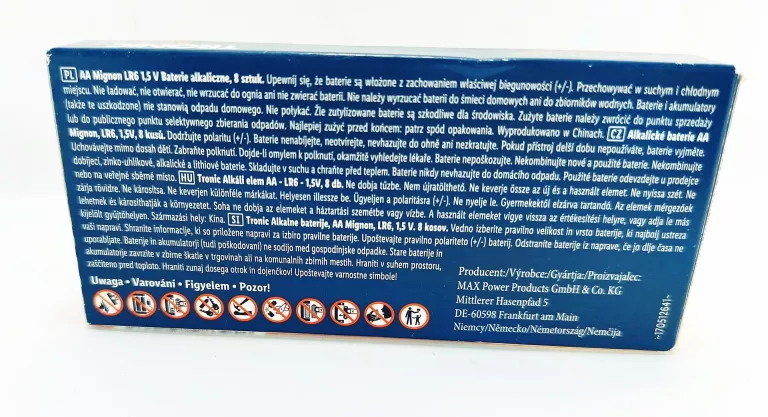 PL AA Mignon LR6 1,5 V Baterie alkaliczne, 8 sztuk. Upewnij się, że baterie są włożone z zachowaniem właściwej biegunowości (+/-). Przechowywać w suchym i chłodnym
miejscu. Nie ładować, nie otwierać, nie wrzucać do ognia ani nie zwierać baterii. Nie należy wyrzucać baterii do śmieci domowych ani do zbiorników wodnych. Baterie i akumulatory
(także te uszkodzone) nie stanowią odpadu domowego. Nie połykać. Źle zutylizowane baterie są szkodliwe dla środowiska. Zużyte baterie należy zwrócić do punktu sprzedaży
lub do publicznego punktu selektywnego zbierania odpadów. Najlepiej zużyć przed końcem: patrz spód opakowania. Wyprodukowano w Chinach. CZ Alkalické baterie AA
Mignon, LR6, 1,5V, 8 kusů. Dodržujte polaritu (+/-). Baterie nenabíjejte, neotvírejte, nevhazujte do ohně ani nezkratujte. Pokud přístroj delší dobu nepoužíváte, baterie vyjměte.
Uchovávejte mimo dosah dětí. Zabraňte polknutí. Dojde-li omylem k polknutí, okamžitě vyhledejte lékaře. Baterie nepoškozujte. Nekombinujte nové a použité baterie. Nekombinujte
dobíjecí, zinko-uhlíkové, alkalické a lithiové baterie. Skladujte v suchu a chraňte před teplem. Baterie nikdy nevhazujte do domácího odpadu. Použité baterie odevzdejte u prodejce
nebo na veřejné sběrné místo. HU Tronic Alkáli elem AA - LR6 - 1,5V, 8 db. Ne dobja tűzbe. Nem újratölthető. Ne keverje össze az új és a használt elemet. Ne nyissa szét. Ne
zárja rövidre. Ne károsítsa. Ne keverjen különféle márkákat. Helyesen illessze be. Ügyeljen a polaritásra (+/-). Ne nyelje le. Gyermekektől elzárva tartandó. Az elemek mérgezőek
lehetnek és károsíthatják a környezetet. Soha ne dobja az elemeket a háztartási szemétbe vagy vízbe. A használt elemeket vigye vissza az értékesítési helyre, vagy adja le más
kijelölt gyűjtőhelyen. Származási hely: Kína. SI Tronic Alkalne baterije, AA Mignon, LR6, 1,5 V. 8 kosov. Vedno izberite pravilno velikost in vrsto baterije, ki najbolj ustreza
vaši napravi. Shranite informacije, ki so priložene napravi za izbiro pravilne baterije. Upoštevajte pravilno polariteto (+/-) baterij. Odstranite baterije iz naprave, če jo dlje časa ne
uporabljate. Baterije in akumulatorji (tudi poškodovani) ne sodijo med gospodinjske odpadke. Stare baterije in
akumulatorje zavrzite v zbirne škatle v trgovinah ali na komunalnih zbirnih mestih. Hraniti v suhem prostoru,
zaščiteno pred toploto. Hraniti zunaj dosega otrok in dojenčkov! Upoštevajte varnostne simbole!
Uwaga • Varování • Figyelem • Pozor!
Producent:/Výrobce:/Gyártja:/Proizvajalec:
MAX Power Products GmbH & Co. KG
Mittlerer Hasenpfad 5
DE-60598 Frankfurt am Main
Niemcy/Německo/Németország/Nemčija
~170512641~